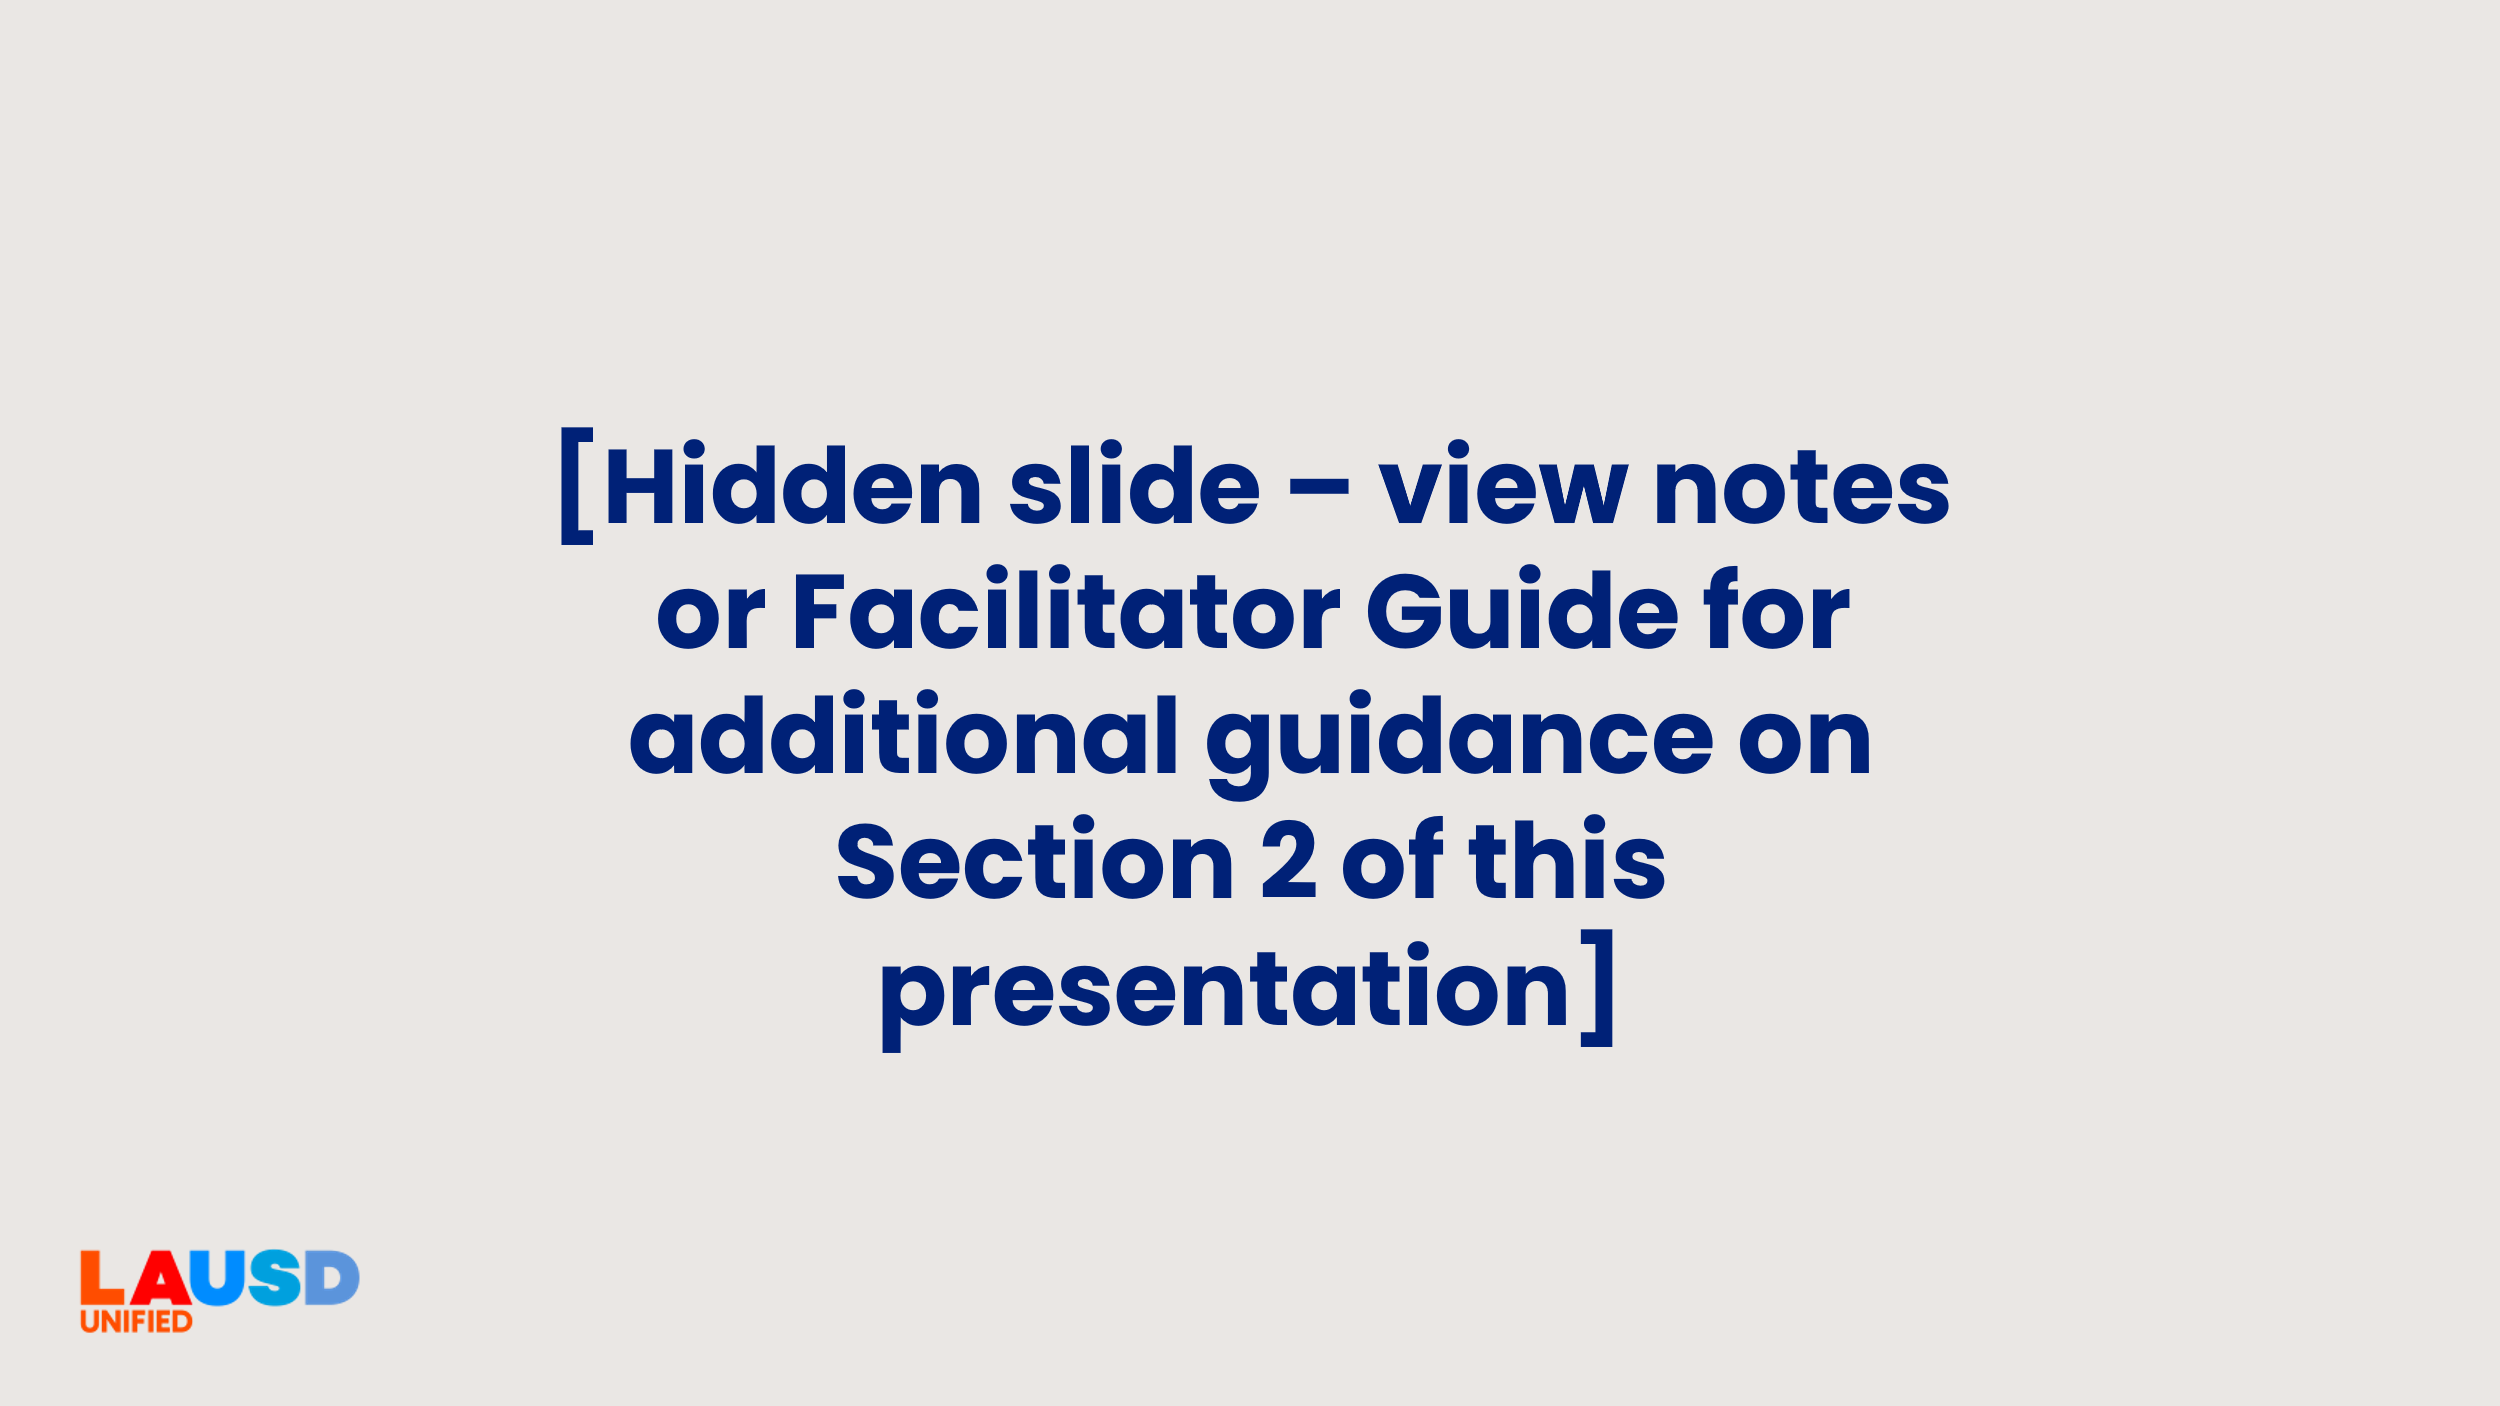 [Hidden slide – view notes
or Facilitator Guide for
additional guidance on
Section 2 of this
presentation]
LAUSD
UNIFIED